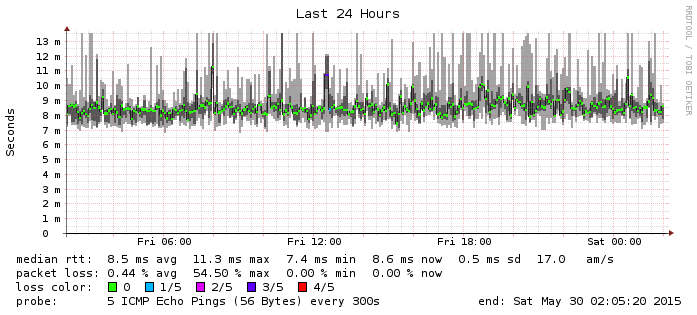 Last 24 Hours
RRDTOOL / TOBI OETIKER
Seconds
13 m
12 m
11 m
10 m
9 m
8 m
7 m
6 m
5 m
4 m
3 m
2 m
1 m
0
Fri 06:00 Fri 12:00 Fri 18:00 Sat 00:00
median rtt: 8.5 ms avg 11.3 ms max 7.4 ms min 8.6 ms now 0.5 ms sd 17.0 am/s
packet loss: 0.44 % avg 54.50 % max 0.00 % min 0.00 % now
loss color: 0 1/5 2/5 3/5 4/5
probe: 5 ICMP Echo Pings (56 Bytes) every 300s end: Sat May 30 02:05:20 2015